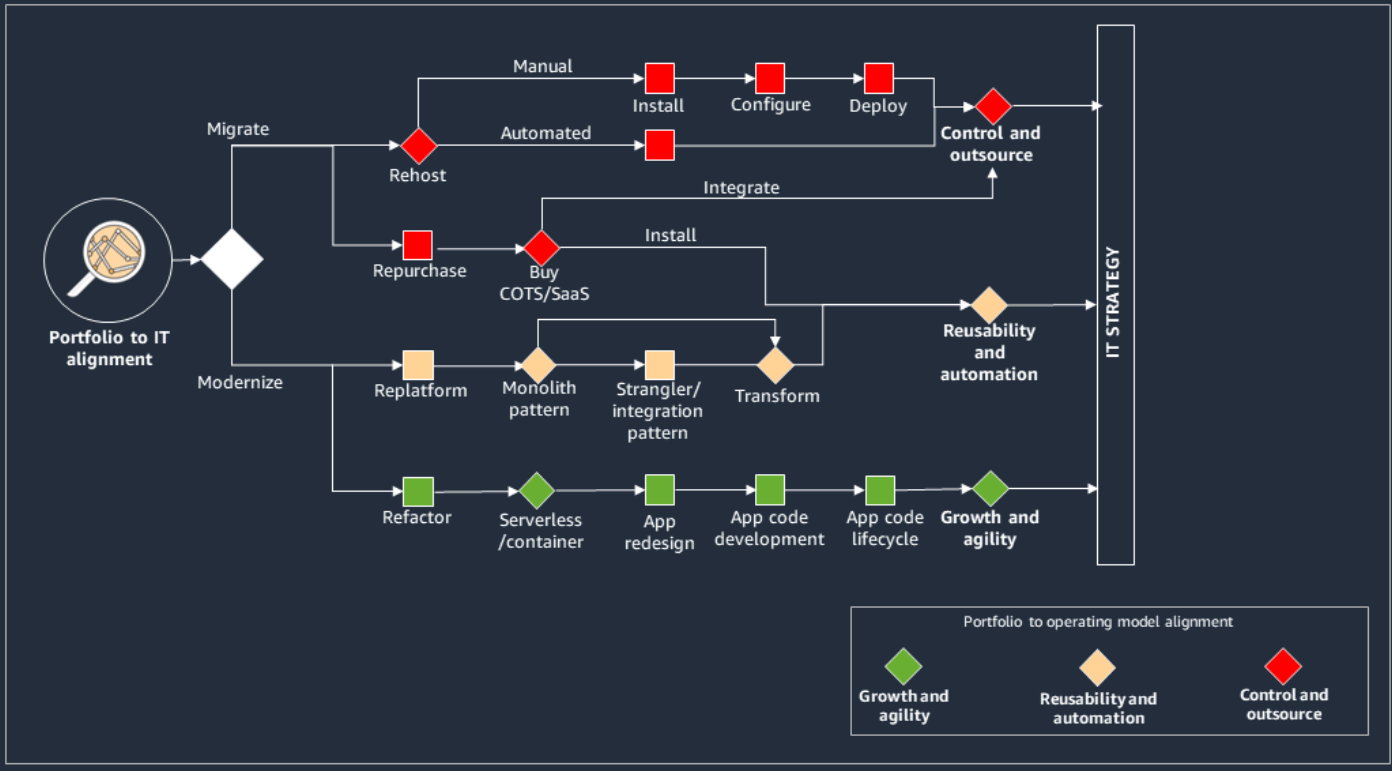 Manual
Install
Configure
Deploy
Migrate
Automated
Control and
outsource
Rehost
Integrate
Install
Repurchase
Buy
COTS/SaaS
Portfolio to IT
alignment
Reusability
and
automation
IT STRATEGY
Modernize
Replatform
Monolith
pattern
Strangler/
integration
pattern
Transform
Refactor
Serverless
/container
App
redesign
App code
development
App code
lifecycle
Growth and
agility
Portfolio to operating model alignment
Growth and
agility
Reusability and
automation
Control and
outsource